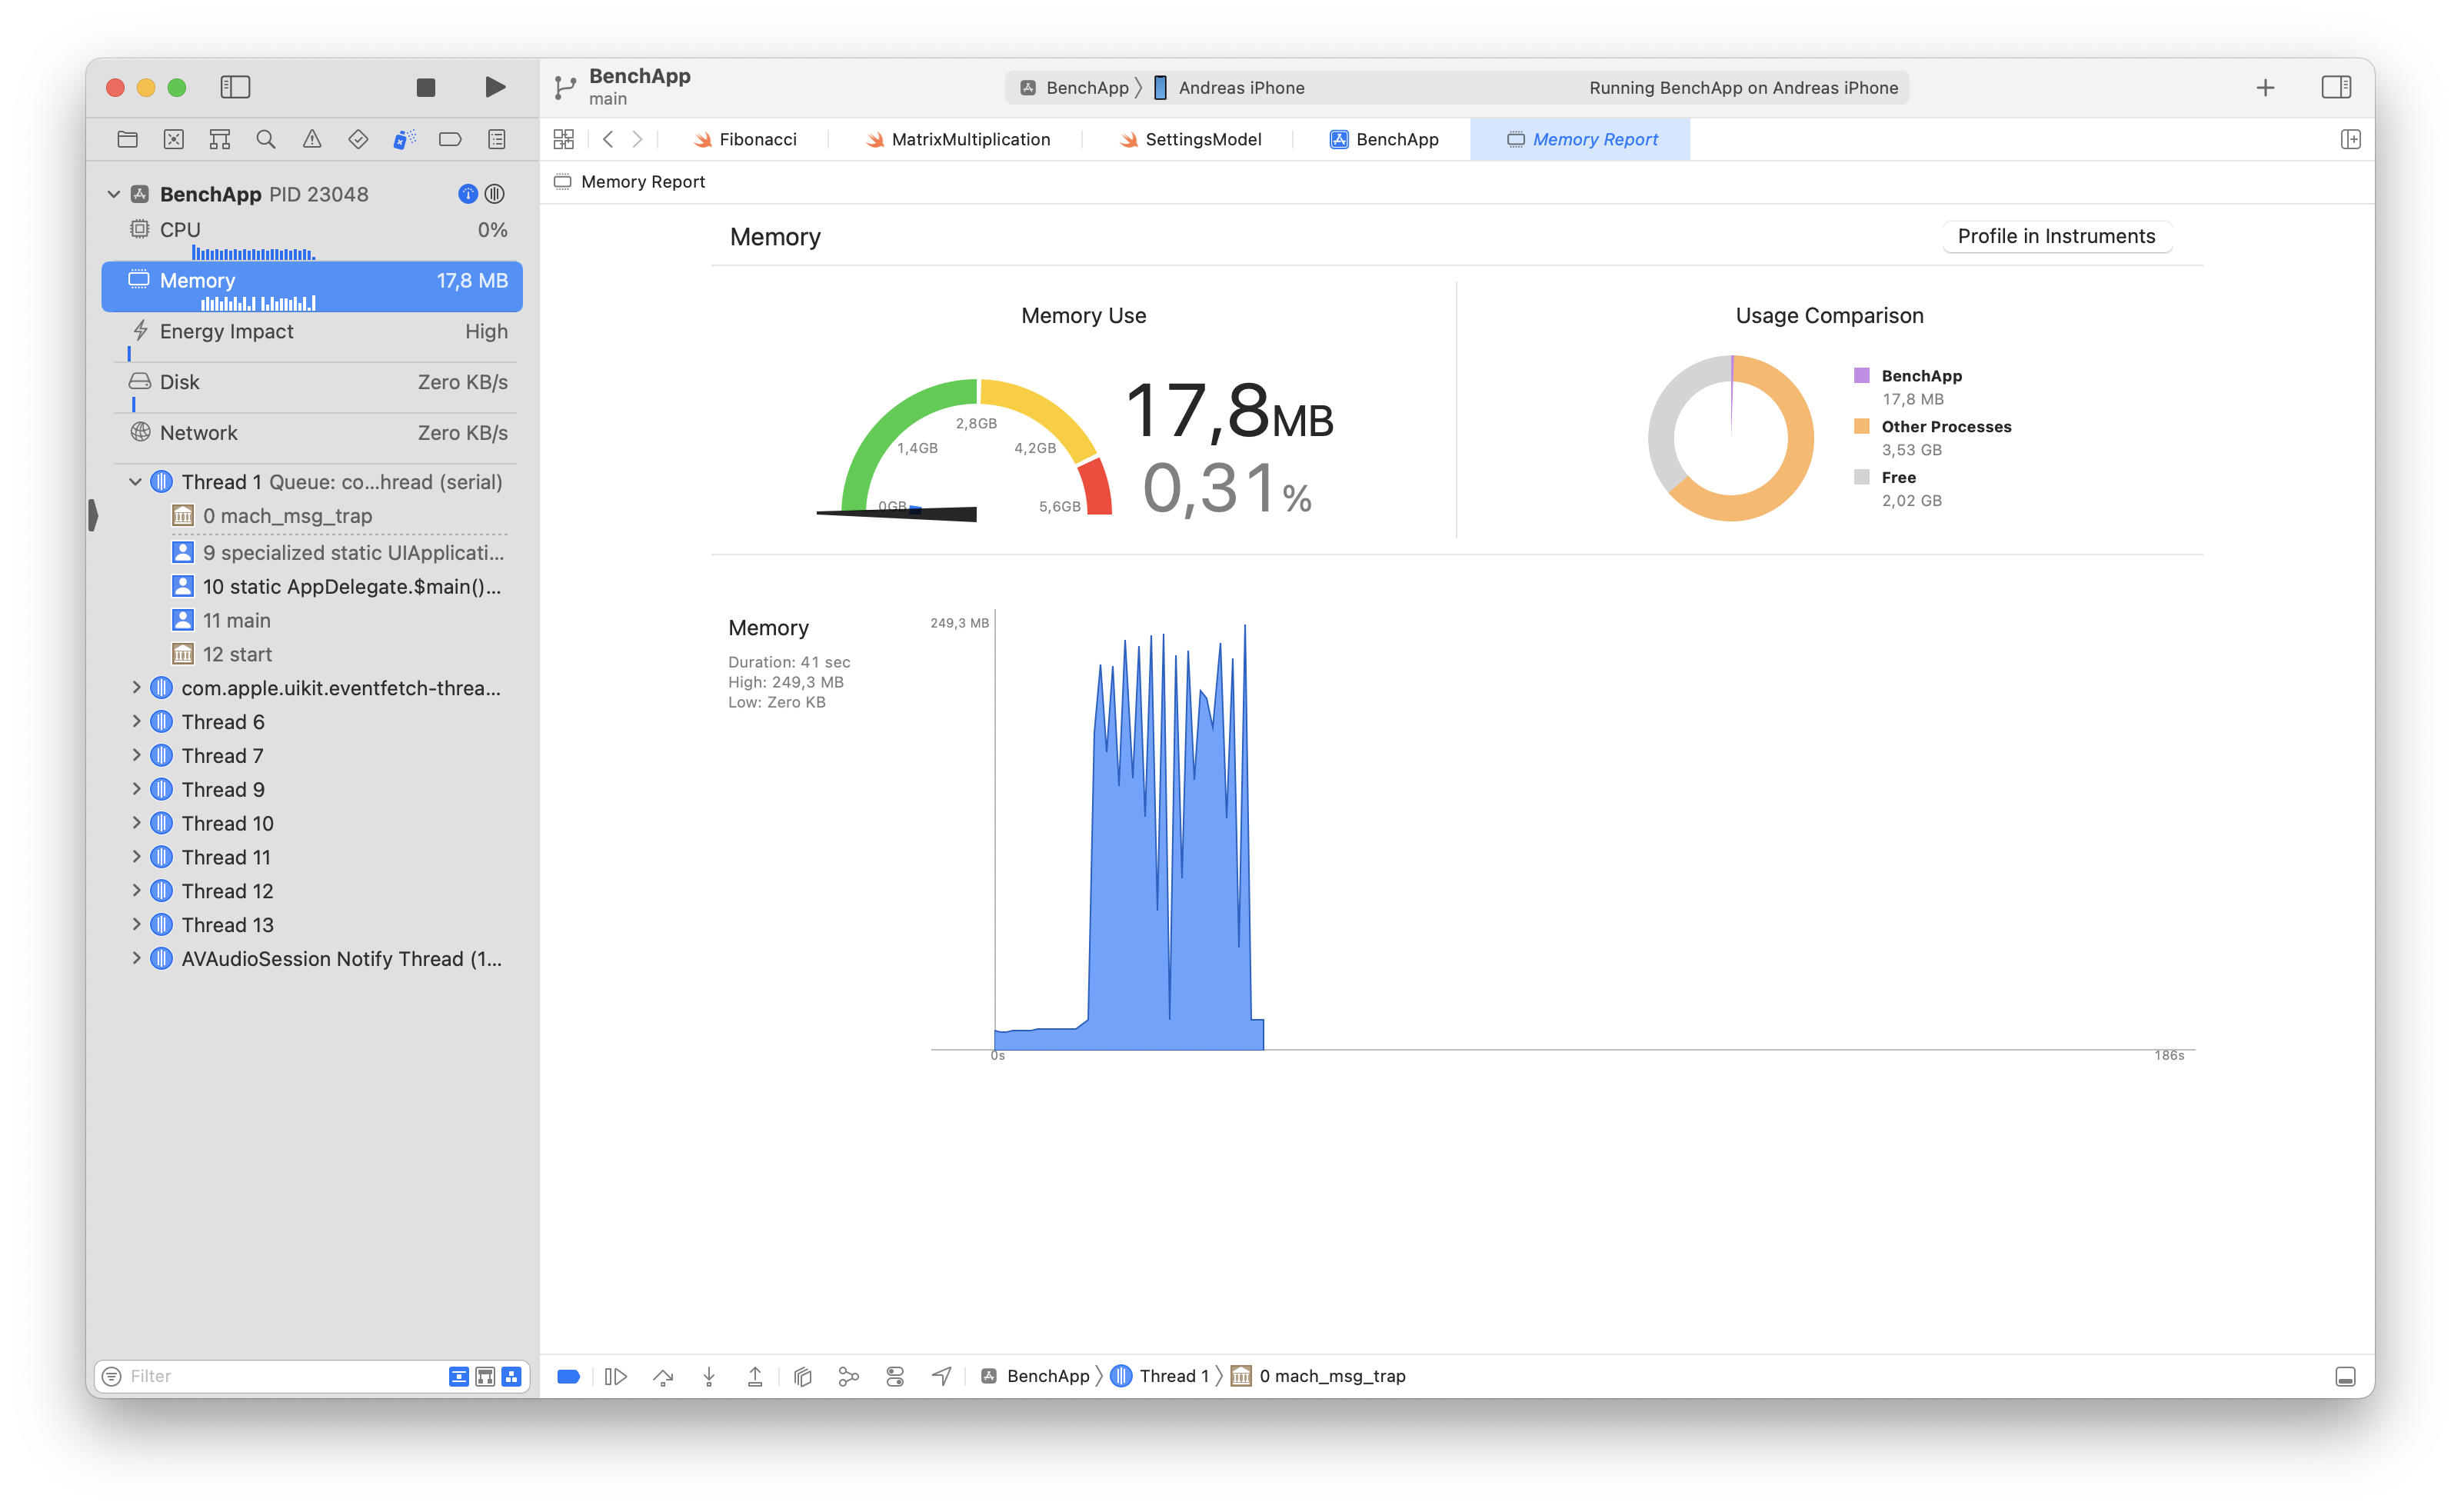 BenchApp
main
BenchApp
Andreas iPhone
Running BenchApp on Andreas iPhone
Fibonacci
MatrixMultiplication
SettingsModel
BenchApp
Memory Report
Memory Report
BenchApp PID 23048
CPU
0%
Memory
17,8 MB
Energy Impact
High
Disk
Zero KB/s
Network
Zero KB/s
Thread 1 Queue: co...hread (serial)
0 mach_msg_trap
9 specialized static UIApplicati...
10 static AppDelegate.$main()...
11 main
12 start
com.apple.uikit.eventfetch-threa...
Thread 6
Thread 7
Thread 9
Thread 10
Thread 11
Thread 12
Thread 13
AVAudioSession Notify Thread (1...
Filter
Memory
Profile in Instruments
Memory Use
0GB
1,4GB
2,8GB
4,2GB
5,6GB
17,8MB
0,31%
Usage Comparison
BenchApp
17,8 MB
Other Processes
3,53 GB
Free
2,02 GB
Memory
Duration: 41 sec
High: 249,3 MB
Low: Zero KB
249,3 MB
0s
186s
BenchApp
Thread 1
0 mach_msg_trap